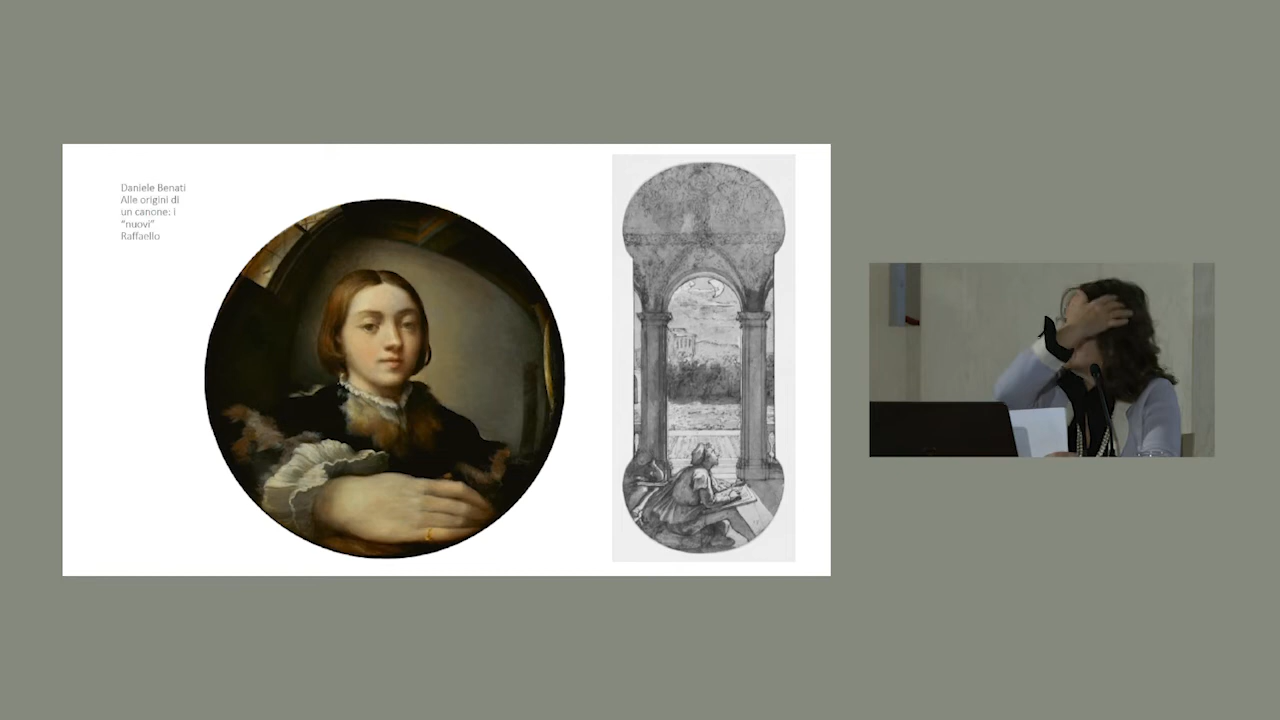 Daniele Benati
Alle origini di
un canone: i
“nuovi”
Raffaello